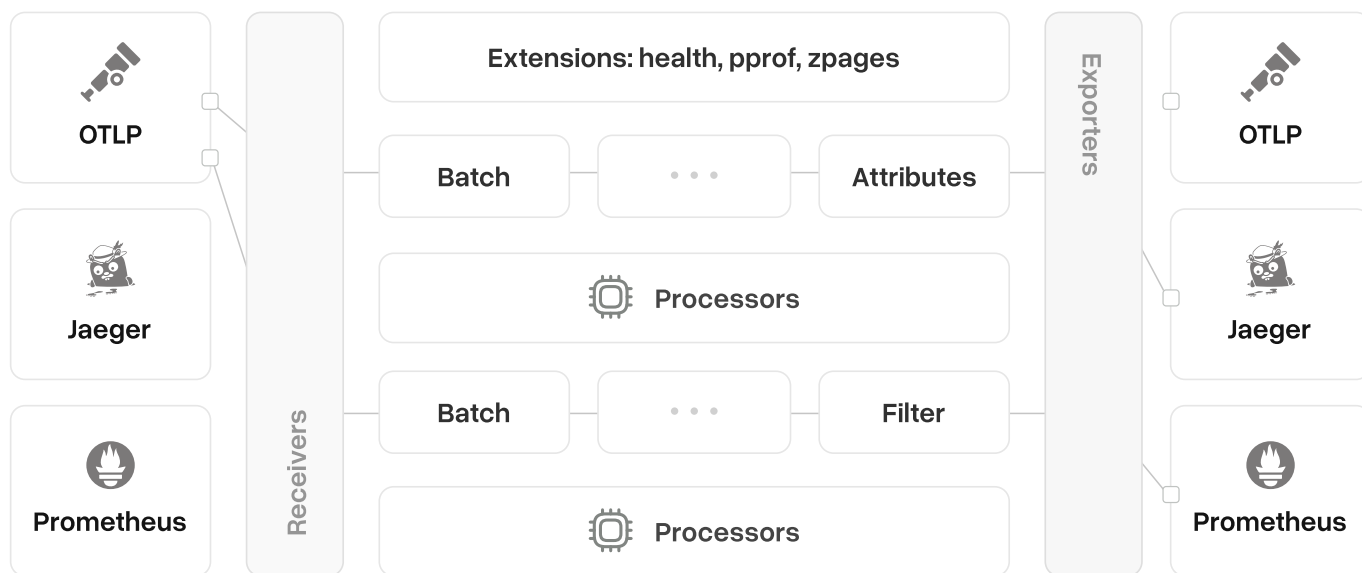 OTLP
Jaeger
Prometheus
Receivers
Extensions: health, pprof, zpages
Batch
Attributes
Processors
Batch
Filter
Processors
Exporters
OTLP
Jaeger
Prometheus